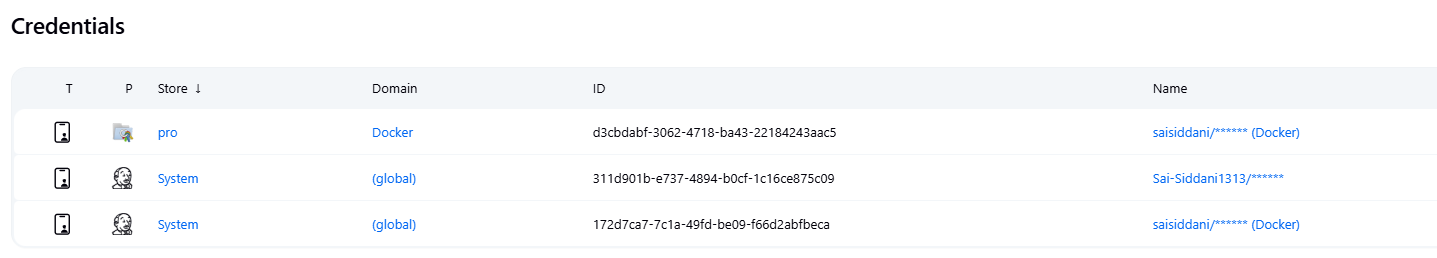 Credentials
T P Store ↓ Domain ID Name
pro Docker d3cbdabf-3062-4718-ba43-22184243aac5 saisiddani/****** (Docker)
System (global) 311d901b-e737-4894-b0cf-1c16ce875c09 Sai-Siddani1313/******
System (global) 172d7ca7-7c1a-49fd-be09-f66d2abfbeca saisiddani/****** (Docker)